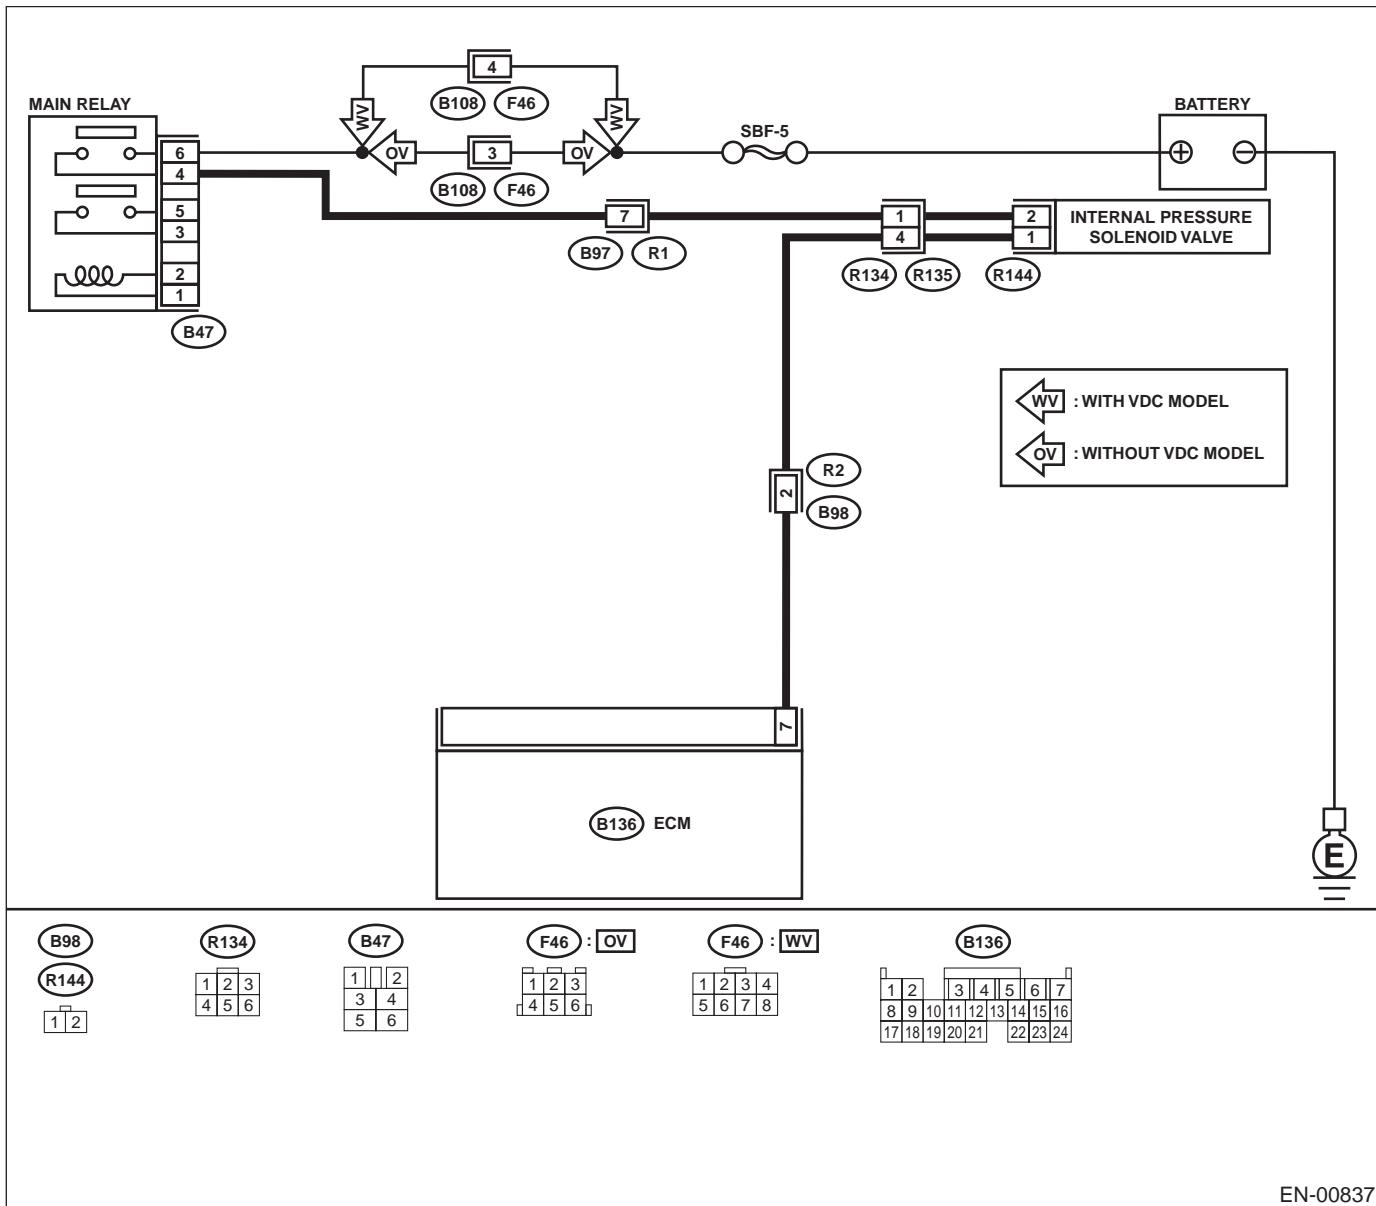 4
MAIN RELAY
B108 F46
WV WV
BATTERY
SBF-5
6 OV 3 OV
4
B108 F46
5 7 1 2 INTERNAL PRESSURE
3 4 1 SOLENOID VALVE
B97 R1
2 R134 R135 R144
1
B47
WV : WITH VDC MODEL
OV : WITHOUT VDC MODEL
R2
2
B98
7
B136 ECM
E
B98 R134 B47 F46 : OV F46 : WV B136
R144
1 2
1 2 3
4 5 6
1 2
3 4
5 6
1 2 3
4 5 6
1 2 3 4
5 6 7 8
1 2 3 4 5 6 7
8 9 10 11 12 13 14 15 16
17 18 19 20 21 22 23 24
EN-00837